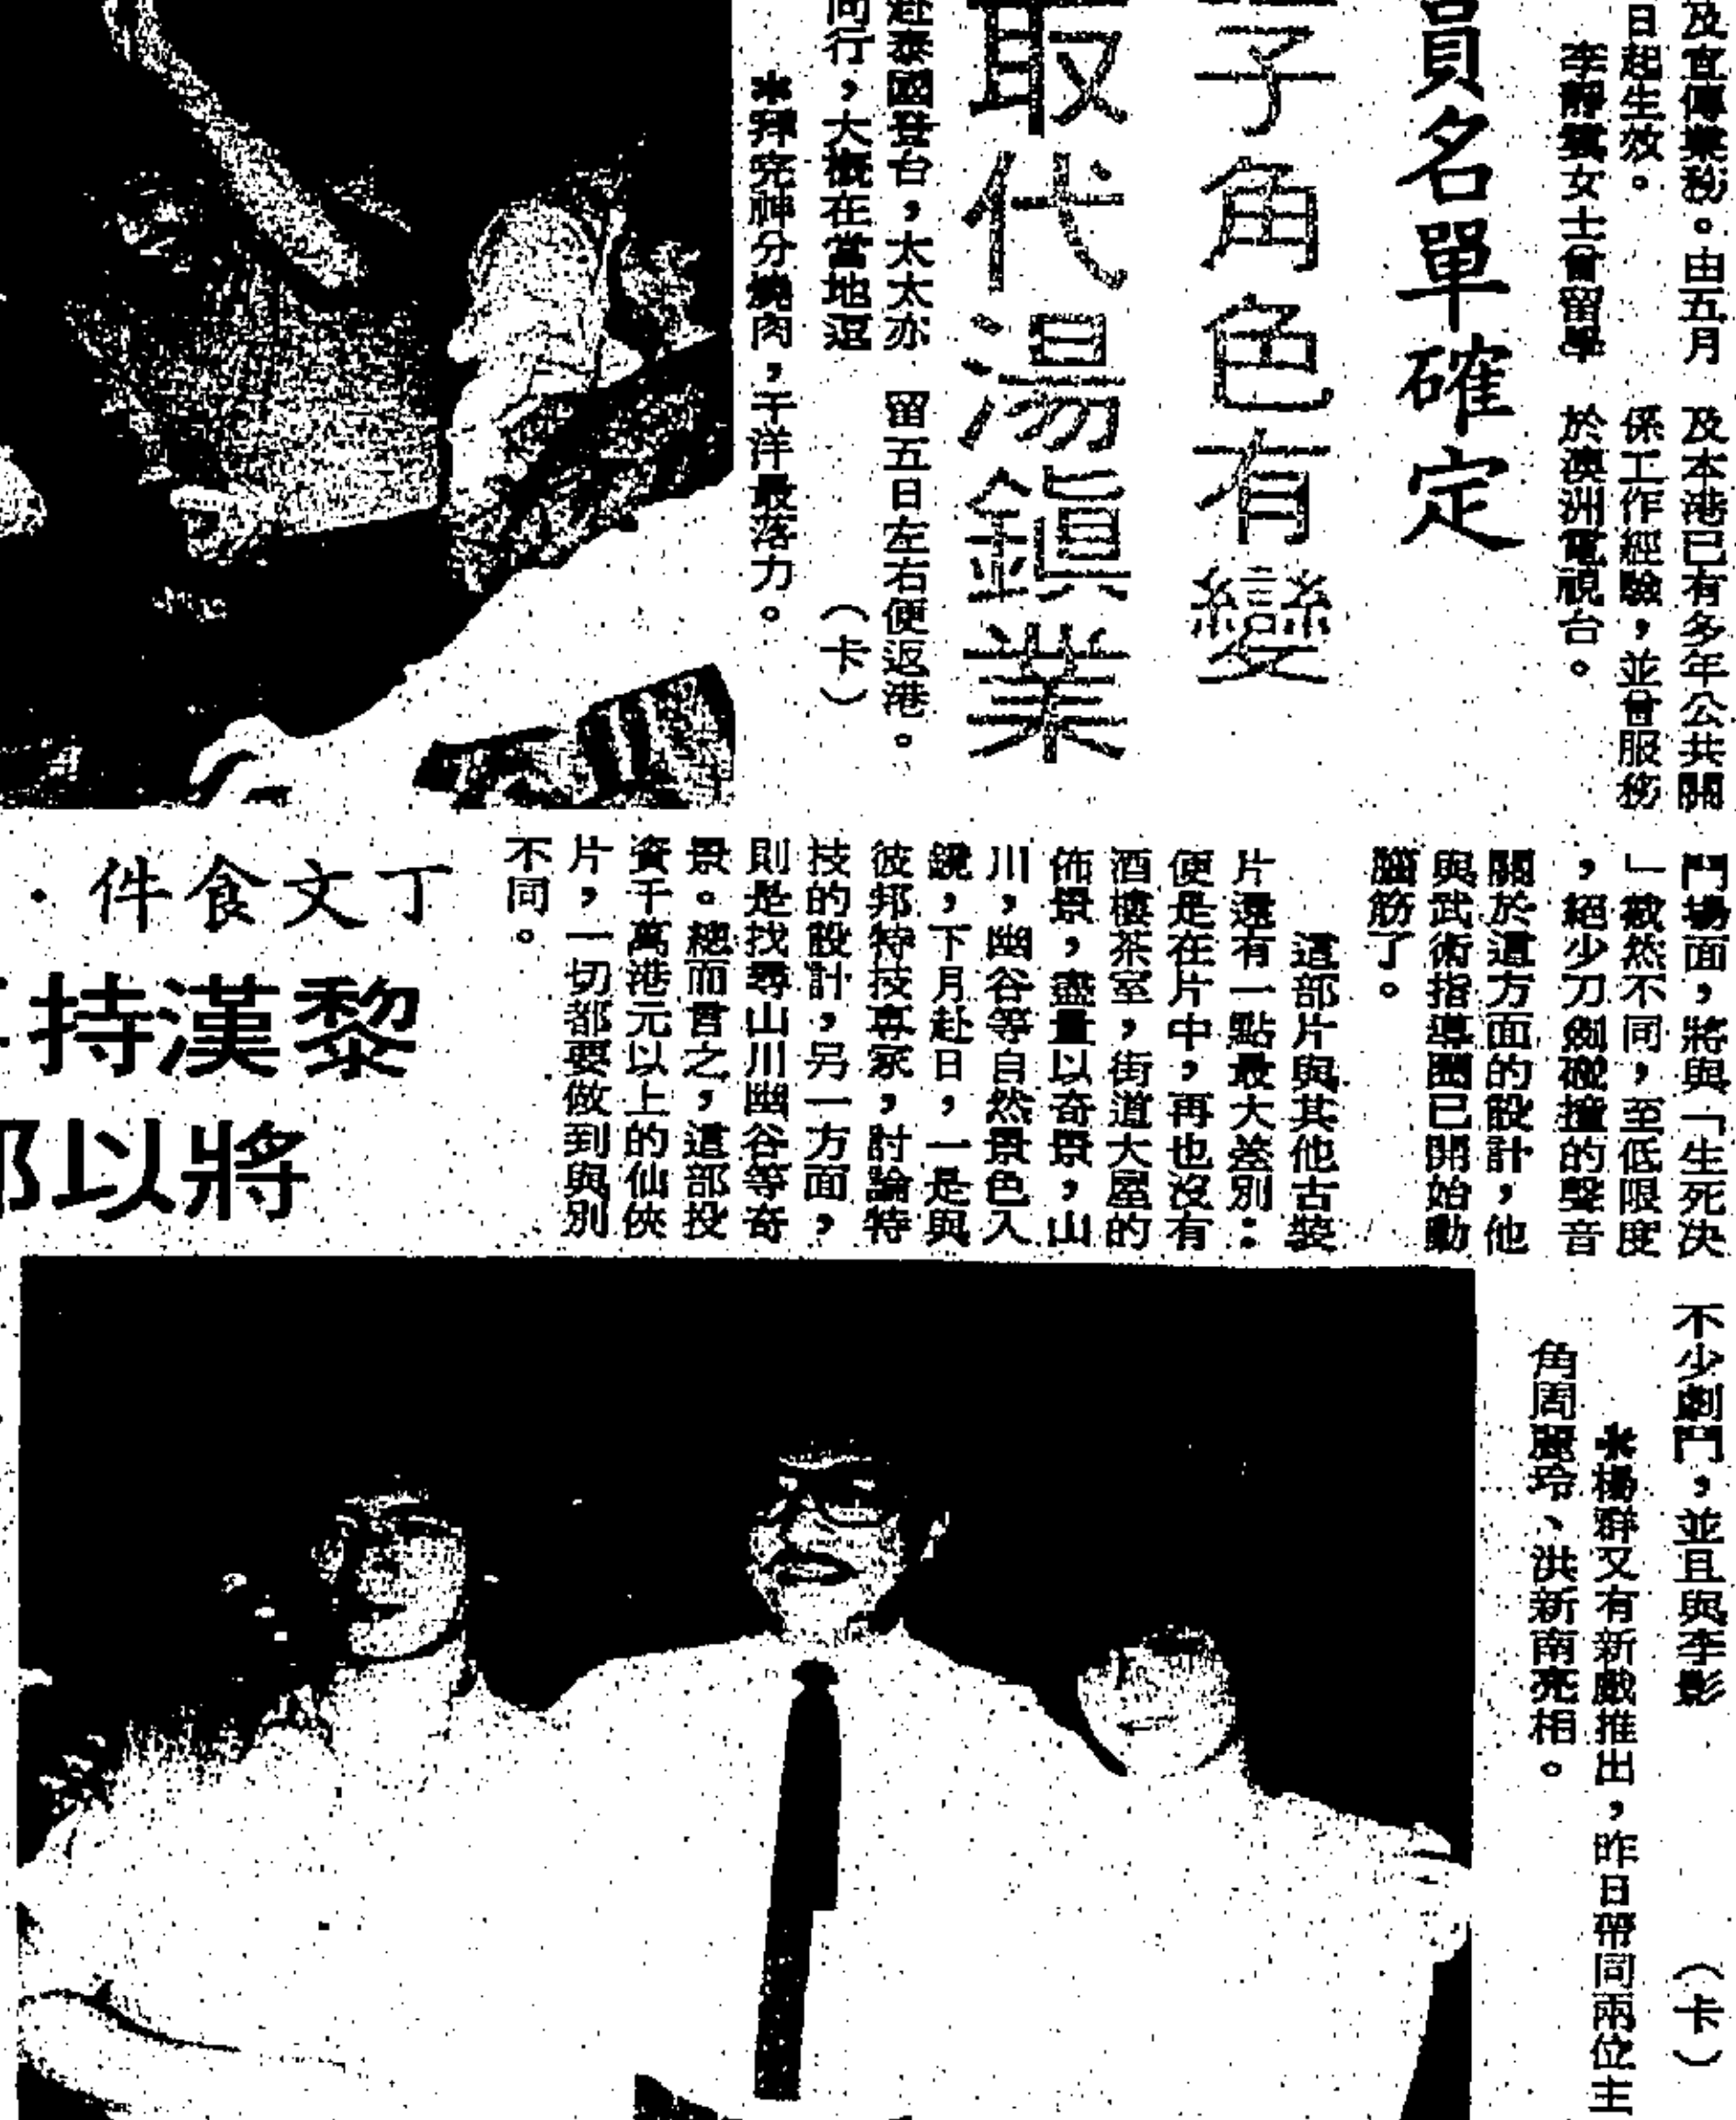 及宣傳業務。由五月
日起生效。
李靜嫻女士曾留學
及本港已有多年公共關
係工作經驗，並曾服務
於澳洲電視台。
員名單確定
子角色有變
取代湯鎮業
赴泰國登台，太太亦
同行，大概在當地逗
留五日左右便返港。
（卡）
拜完神分燒肉，于洋最落力。
鬥場面，將與「生死決
」截然不同，至低限度
，絕少刀劍碰撞的聲音
關於這方面的設計，他
與武術指導團已開始動
腦筋了。
這部片與其他古裝
片還有一點最大差別：
便是在片中，再也沒有
酒樓茶室，街道大屋的
佈景，盡量以奇景，山
川，幽谷等自然景色入
鏡，下月赴日，一是與
彼邦特技專家，討論特
技的設計，另一方面，
則是找尋山川幽谷等奇
景。總而言之，這部投
資千萬港元以上的仙俠
片，一切都要做到與別
不同。
丁文食件
黎漢持
將以
不少劇鬥，並且與李影
（卡）
楊群又有新戲推出，昨日帶同兩位主
角周麗玲、洪新南亮相。